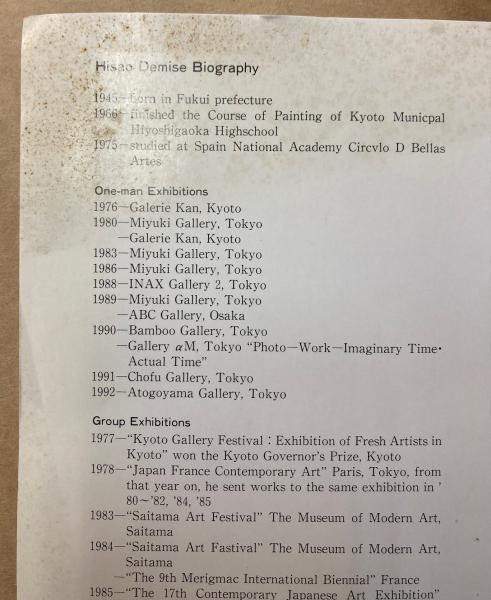 Hisao Demise Biography
1945—born in Fukui prefecture
1966—finished the Course of Painting of Kyoto Municpal
Hiyoshigaoka Highschool
1975—studied at Spain National Academy Circvlo D Bellas
Artes
One-man Exhibitions
1976—Galerie Kan, Kyoto
1980—Miyuki Gallery, Tokyo
—Galerie Kan, Kyoto
1983—Miyuki Gallery, Tokyo
1986—Miyuki Gallery, Tokyo
1988—INAX Gallery 2, Tokyo
1989—Miyuki Gallery, Tokyo
—ABC Gallery, Osaka
1990—Bamboo Gallery, Tokyo
—Gallery αM, Tokyo “Photo—Work—Imaginary Time・
Actual Time”
1991—Chofu Gallery, Tokyo
1992—Atogoyama Gallery, Tokyo
Group Exhibitions
1977—“Kyoto Gallery Festival : Exhibition of Fresh Artists in
Kyoto” won the Kyoto Governor's Prize, Kyoto
1978—“Japan France Contemporary Art” Paris, Tokyo, from
that year on, he sent works to the same exhibition in '
80~'82, '84, '85
1983—“Saitama Art Festival” The Museum of Modern Art,
Saitama
1984—“Saitama Art Fastival” The Museum of Modern Art,
Saitama
—“The 9th Merigmac International Biennial” France
1985—“The 17th Contemporary Japanese Art Exhibition”